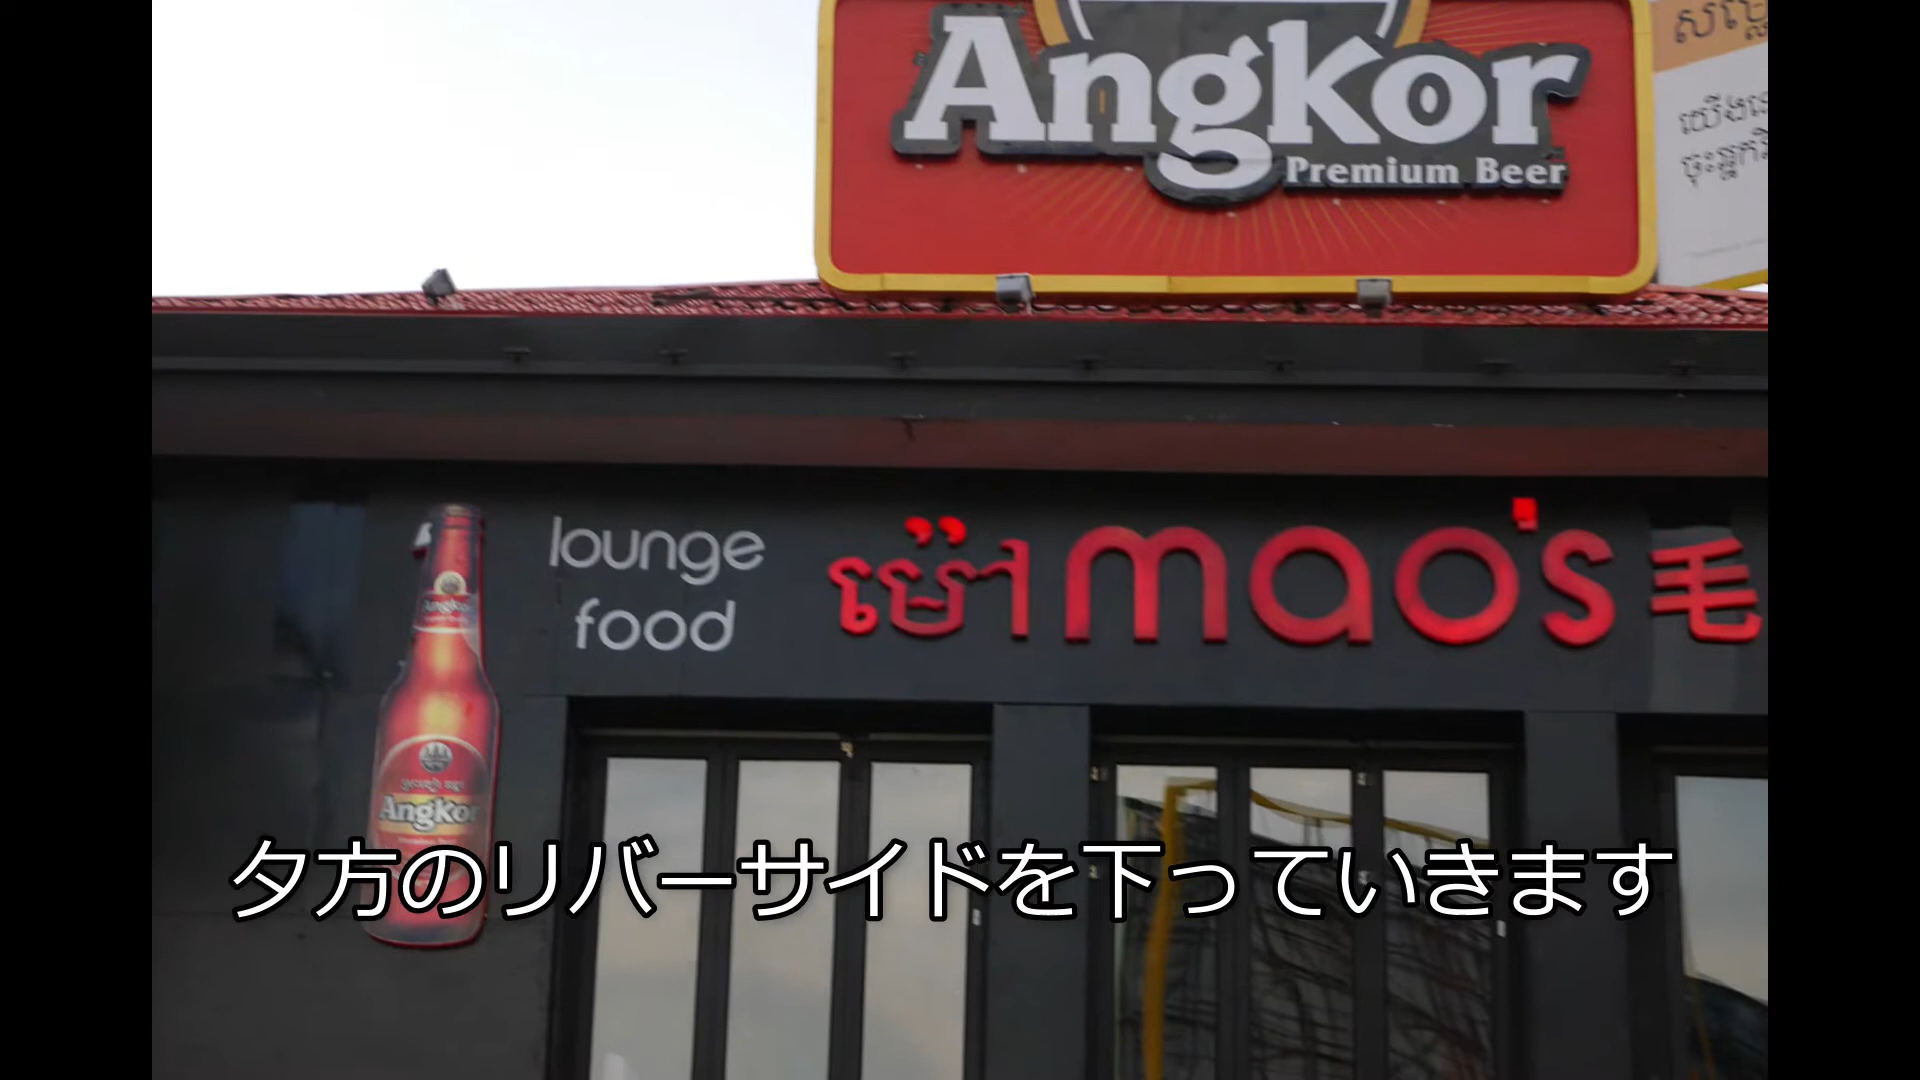 Angkor
Premium Beer
lounge
food
ម៉ៅ mao's 毛
Angkor
夕方のリバーサイドを下っていきます